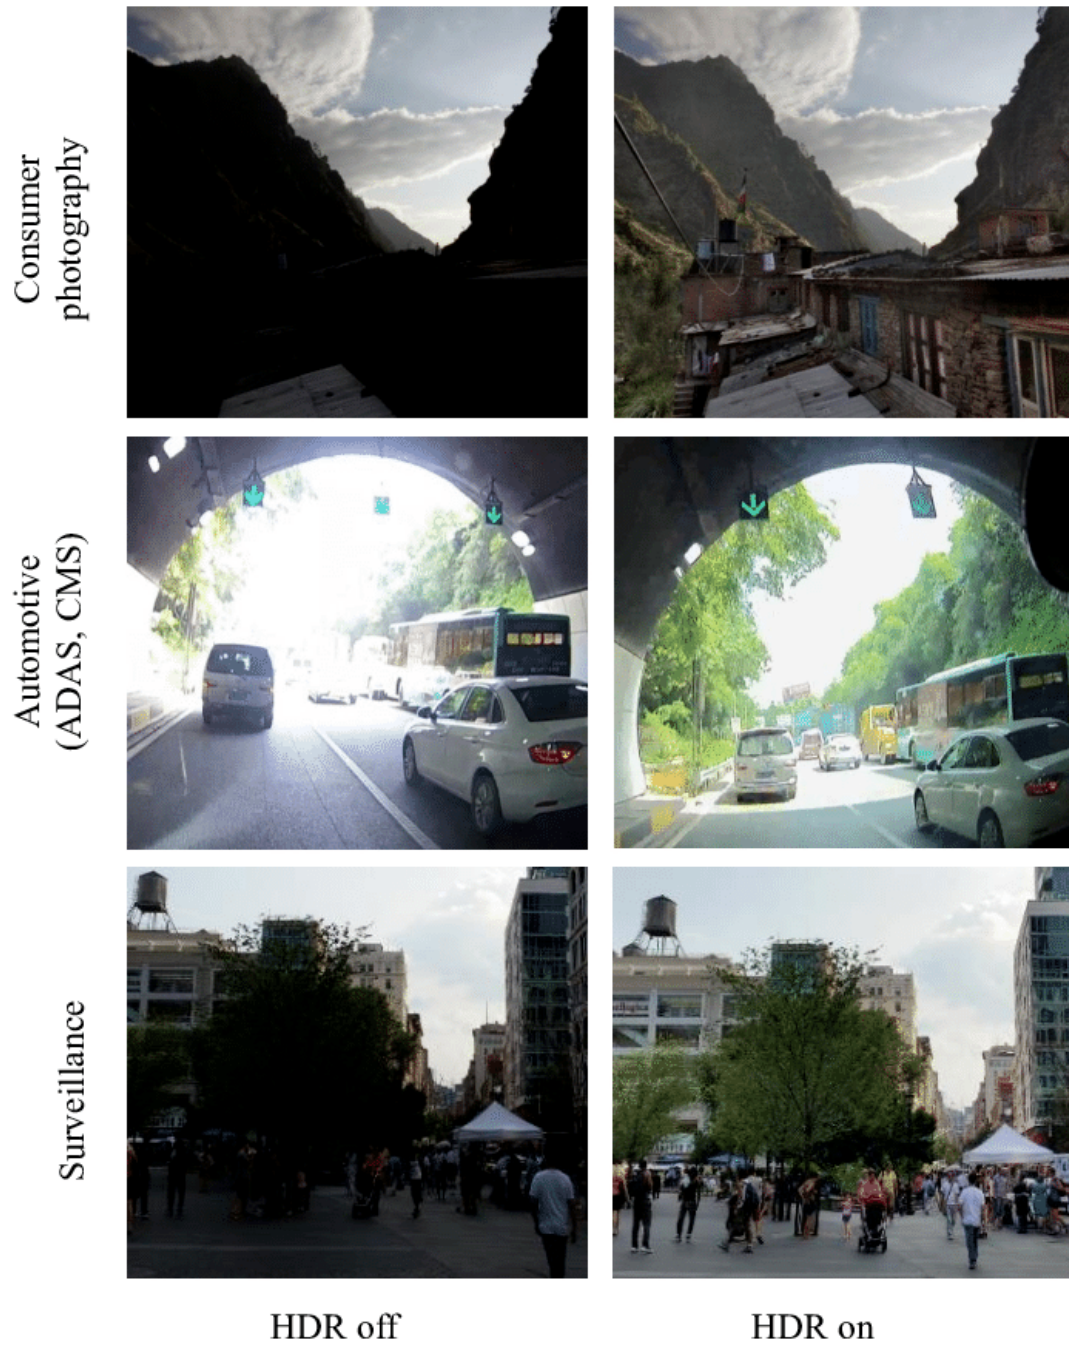 Consumer
photography
Automotive
(ADAS, CMS)
Surveillance
HDR off
HDR on